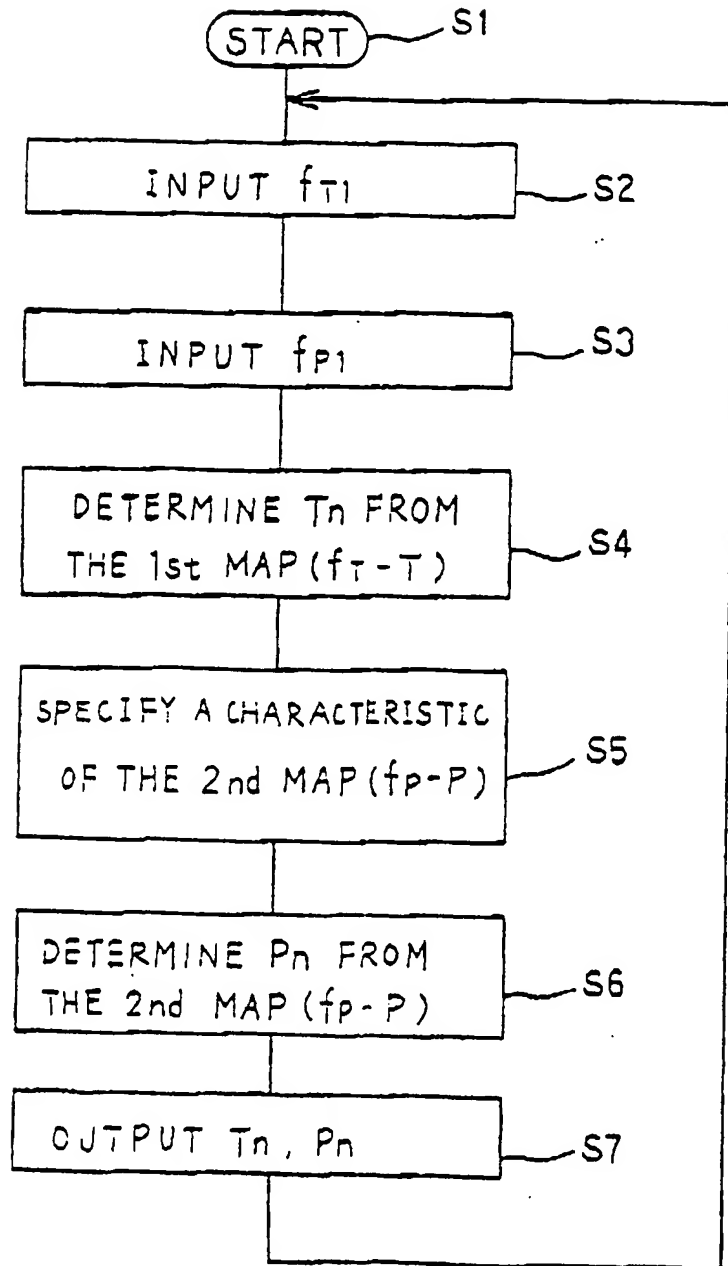 START S1
INPUT fT1 S2
INPUT fP1 S3
DETERMINE Tn FROM
THE 1st MAP (fT-T) S4
SPECIFY A CHARACTERISTIC
OF THE 2nd MAP (fp-P) S5
DETERMINE Pn FROM
THE 2nd MAP (fp-P) S6
OUTPUT Tn, Pn S7